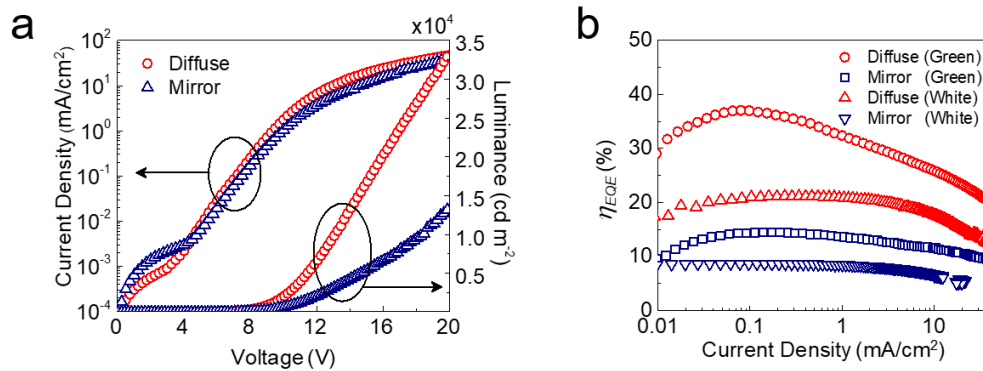 a
x10⁴
Current Density (mA/cm²)
10²
10¹
10⁰
10⁻¹
10⁻²
10⁻³
10⁻⁴
Diffuse
Mirror
3.5
3.0
2.5
2.0
1.5
1.0
0.5
Luminance (cd m⁻²)
0 4 8 12 16 20
Voltage (V)
b
η_EQE (%)
50
40
30
20
10
0
Diffuse (Green)
Mirror (Green)
Diffuse (White)
Mirror (White)
0.01 0.1 1 10
Current Density (mA/cm²)